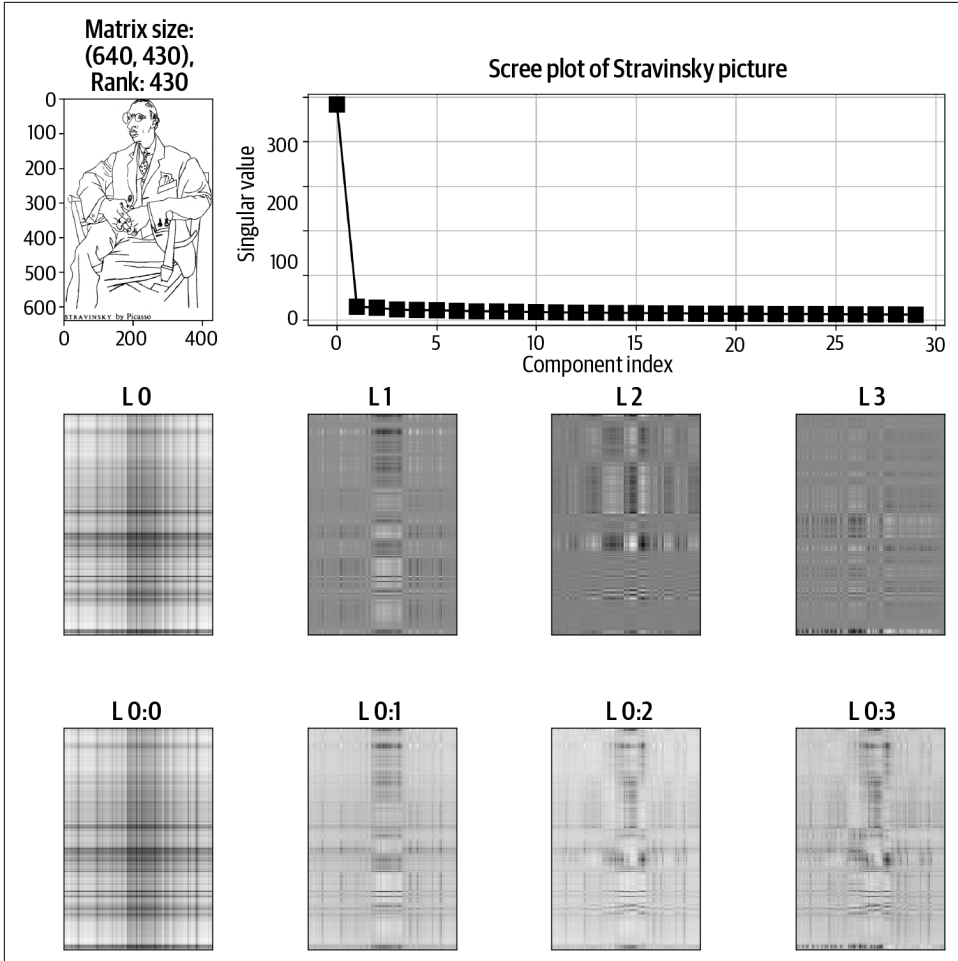 Matrix size:
(640, 430),
Rank: 430
Scree plot of Stravinsky picture
0
100
200
300
400
500
600
STRAVINSKY by Picasso
0 200 400
Singular value
300
200
100
0
0 5 10 15 20 25 30
Component index
L 0 L 1 L 2 L 3
L 0:0 L 0:1 L 0:2 L 0:3